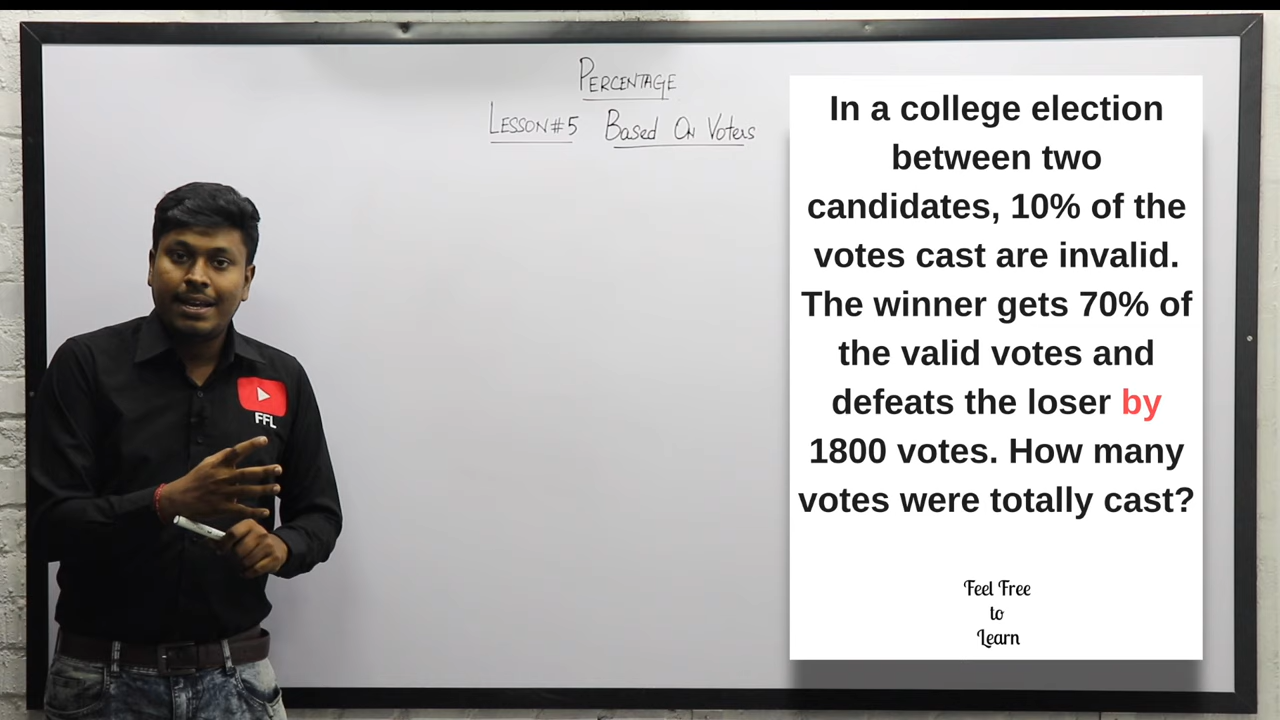 PERCENTAGE
LESSON#5 Based On Voters
In a college election
between two
candidates, 10% of the
votes cast are invalid.
The winner gets 70% of
the valid votes and
defeats the loser by
1800 votes. How many
votes were totally cast?
Feel Free
to
Learn
FFL